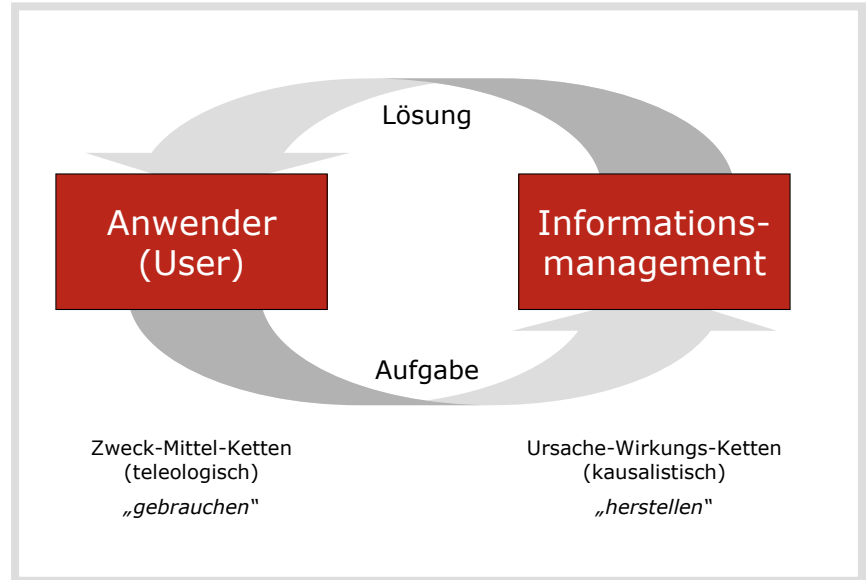 Lösung
Anwender
(User)
Informations-
management
Aufgabe
Zweck-Mittel-Ketten
(teleologisch)
„gebrauchen“
Ursache-Wirkungs-Ketten
(kausalistisch)
„herstellen“